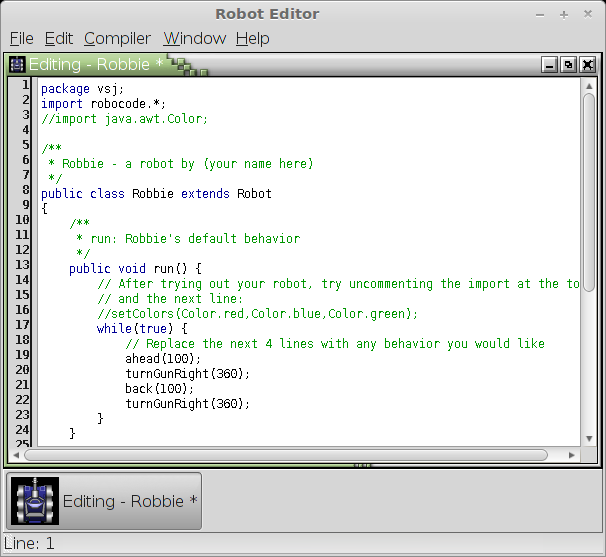 Robot Editor
File Edit Compiler Window Help
Editing - Robbie *
1 package vsj;
2 import robocode.*;
3 //import java.awt.Color;
4
5 /**
6  * Robbie - a robot by (your name here)
7  */
8 public class Robbie extends Robot
9 {
10     /**
11      * run: Robbie's default behavior
12      */
13     public void run() {
14         // After trying out your robot, try uncommenting the import at the to
15         // and the next line:
16         //setColors(Color.red,Color.blue,Color.green);
17         while(true) {
18             // Replace the next 4 lines with any behavior you would like
19             ahead(100);
20             turnGunRight(360);
21             back(100);
22             turnGunRight(360);
23         }
24     }
25
Editing - Robbie *
Line: 1